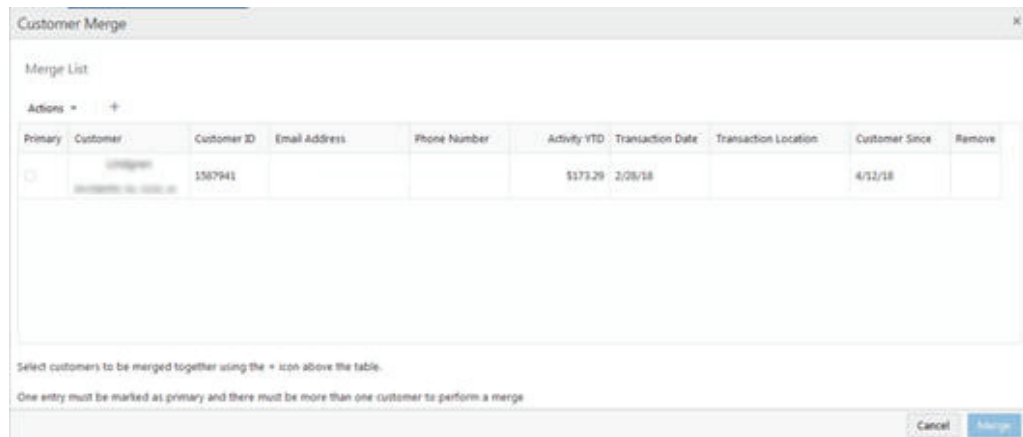 Customer Merge ×
Merge List
Actions +
Primary Customer Customer ID Email Address Phone Number Activity YTD Transaction Date Transaction Location Customer Since Remove
1587941 $173.29 2/28/18 4/12/18
Select customers to be merged together using the + icon above the table.
One entry must be marked as primary and there must be more than one customer to perform a merge
Cancel Merge